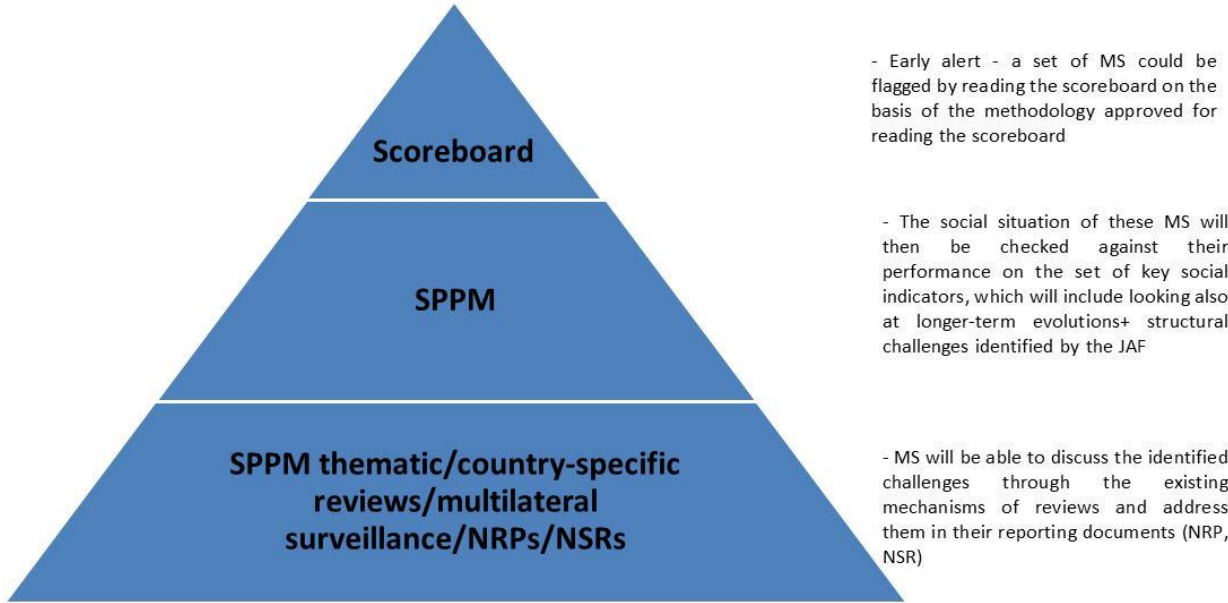 Scoreboard
- Early alert - a set of MS could be
flagged by reading the scoreboard on the
basis of the methodology approved for
reading the scoreboard
SPPM
- The social situation of these MS will
then be checked against their
performance on the set of key social
indicators, which will include looking also
at longer-term evolutions+ structural
challenges identified by the JAF
SPPM thematic/country-specific
reviews/multilateral
surveillance/NRPs/NSRs
- MS will be able to discuss the identified
challenges through the existing
mechanisms of reviews and address
them in their reporting documents (NRP,
NSR)